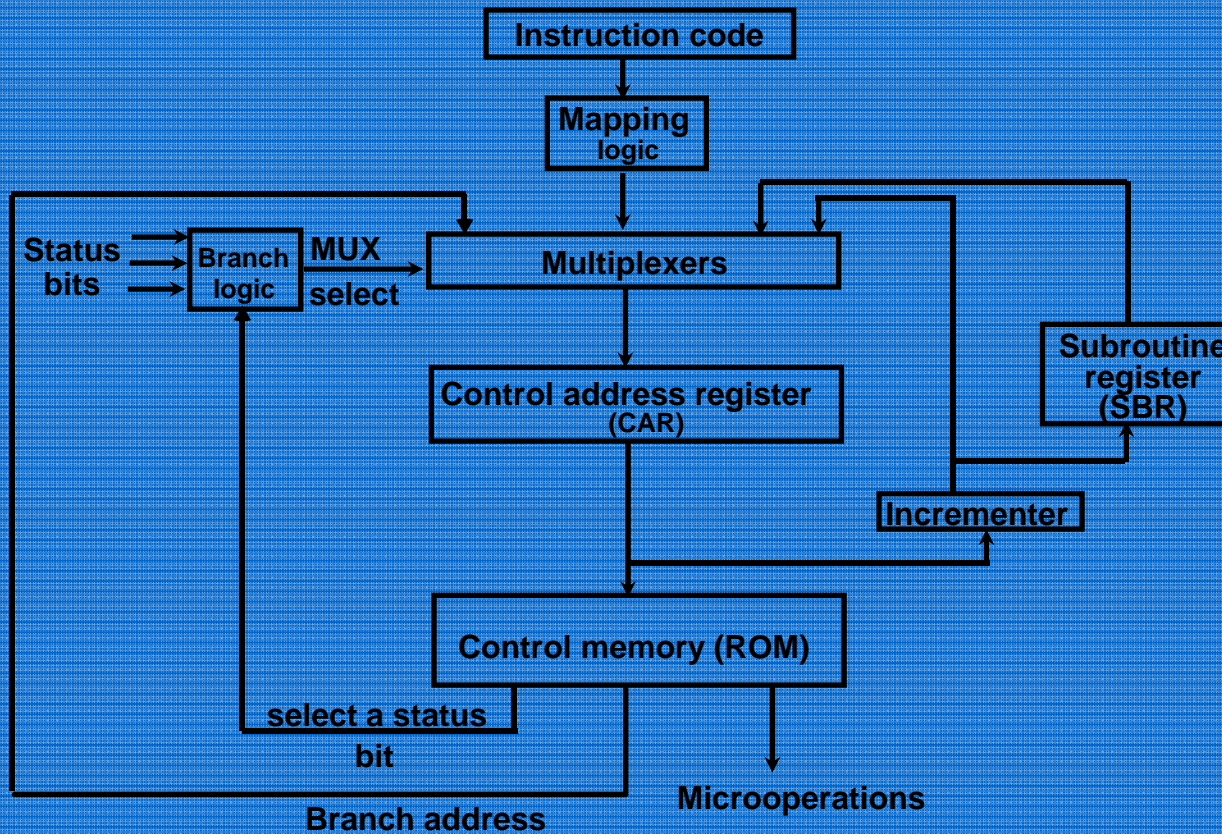 Instruction code
Mapping
logic
Status
bits
Branch
logic
MUX
select
Multiplexers
Subroutine
register
(SBR)
Control address register
(CAR)
Incrementer
Control memory (ROM)
select a status
bit
Microoperations
Branch address